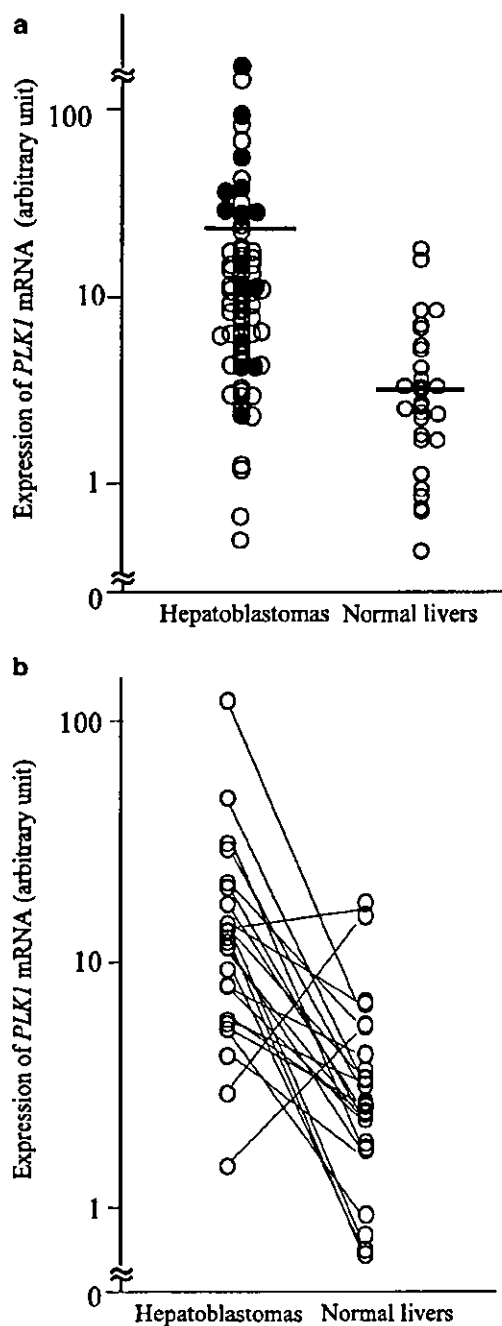 a
Expression of PLK1 mRNA (arbitrary unit)
100
10
1
0
Hepatoblastomas Normal livers
b
Expression of PLK1 mRNA (arbitrary unit)
100
10
1
0
Hepatoblastomas Normal livers